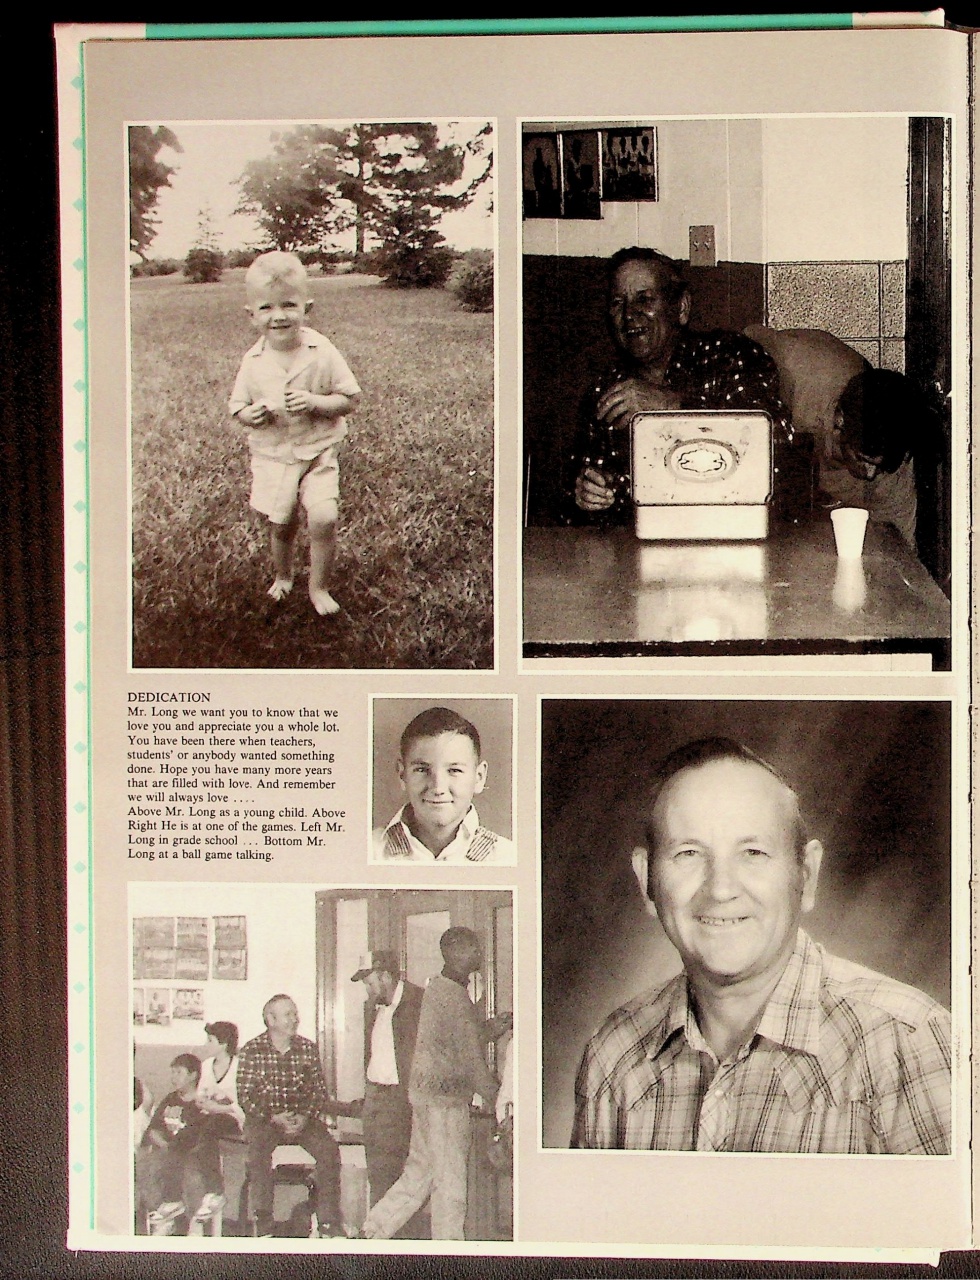 DEDICATION
Mr. Long we want you to know that we
love you and appreciate you a whole lot.
You have been there when teachers,
students' or anybody wanted something
done. Hope you have many more years
that are filled with love. And remember
we will always love ....
Above Mr. Long as a young child. Above
Right He is at one of the games. Left Mr.
Long in grade school ... Bottom Mr.
Long at a ball game talking.